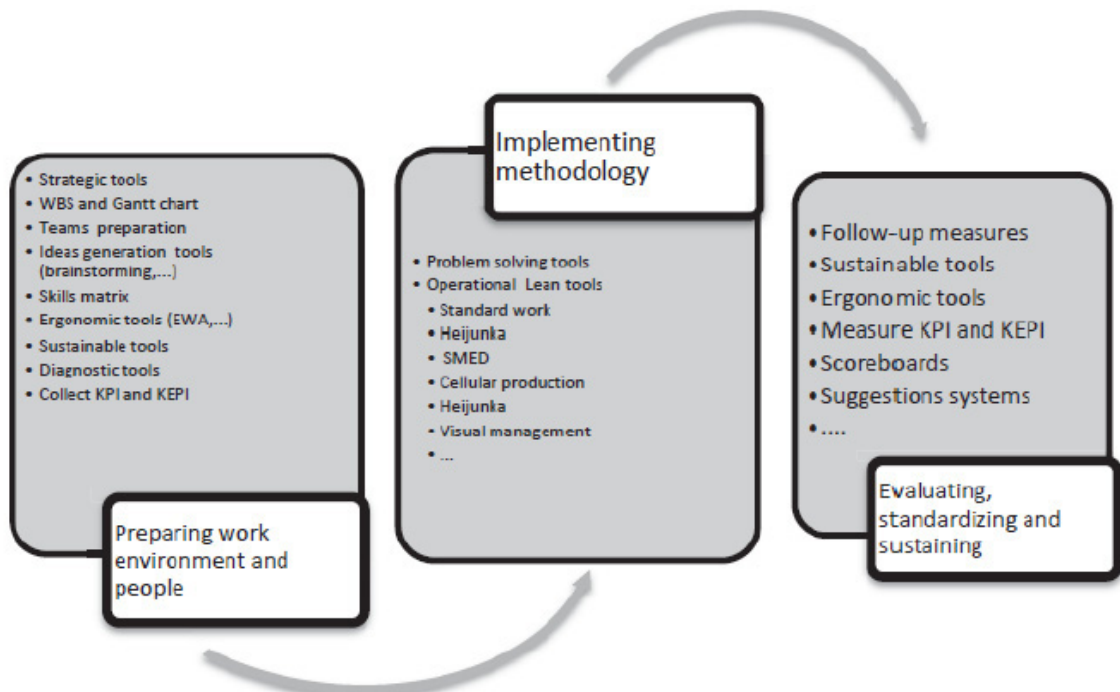 • Strategic tools
• WBS and Gantt chart
• Teams preparation
• Ideas generation tools
(brainstorming,...)
• Skills matrix
• Ergonomic tools (EWA,...)
• Sustainable tools
• Diagnostic tools
• Collect KPI and KEPI
Preparing work
environment and
people
Implementing
methodology
• Problem solving tools
• Operational Lean tools
• Standard work
• Heijunka
• SMED
• Cellular production
• Heijunka
• Visual management
• ...
• Follow-up measures
• Sustainable tools
• Ergonomic tools
• Measure KPI and KEPI
• Scoreboards
• Suggestions systems
• ....
Evaluating,
standardizing and
sustaining